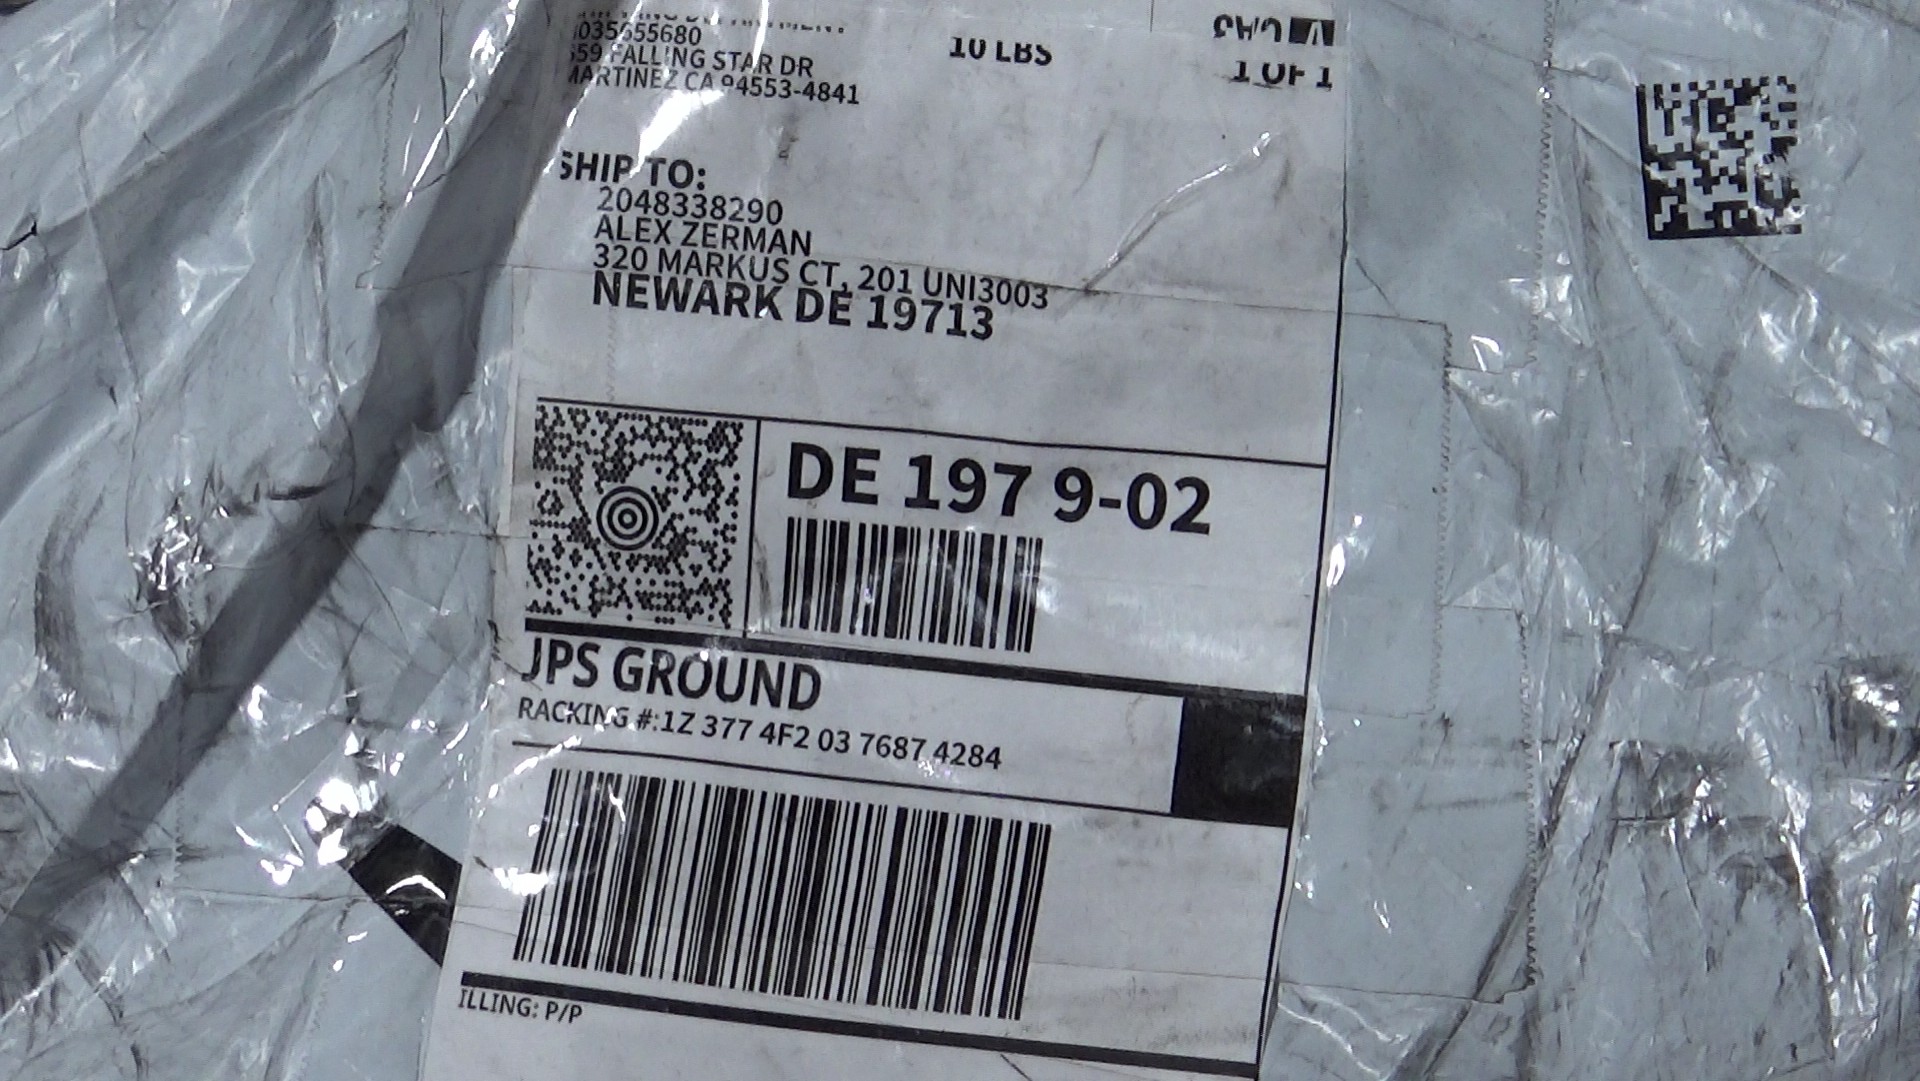 035655680
10 LBS
1 OF 1
59 FALLING STAR DR
MARTINEZ CA 94553-4841
SHIP TO:
2048338290
ALEX ZERMAN
320 MARKUS CT, 201 UNI3003
NEWARK DE 19713
DE 197 9-02
JPS GROUND
RACKING #:1Z 377 4F2 03 7687 4284
ILLING: P/P